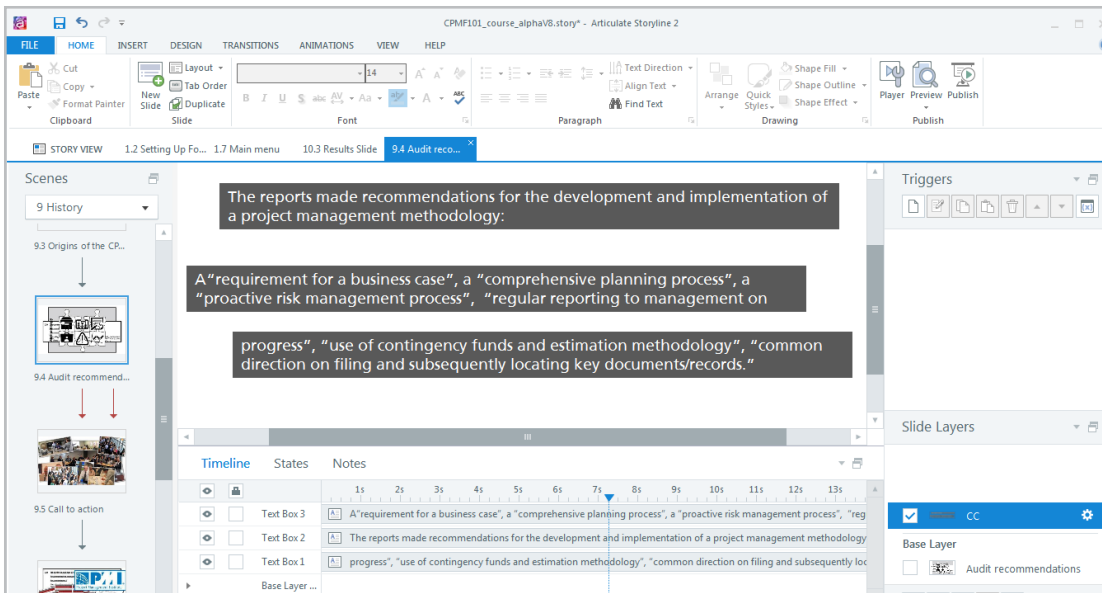 CPMF101_course_alphaV8.story* - Articulate Storyline 2
FILE HOME INSERT DESIGN TRANSITIONS ANIMATIONS VIEW HELP
Paste
Cut
Copy
Format Painter
Clipboard
New Slide
Layout
Tab Order
Duplicate
Slide
14
B I U S abc AV Aa A ABC
Font
Text Direction
Align Text
Find Text
Paragraph
Arrange
Quick Styles
Shape Fill
Shape Outline
Shape Effect
Drawing
Player Preview Publish
Publish
STORY VIEW 1.2 Setting Up Fo... 1.7 Main menu 10.3 Results Slide 9.4 Audit reco...
Scenes
9 History
9.3 Origins of the CP...
9.4 Audit recommend...
9.5 Call to action
PMI
The reports made recommendations for the development and implementation of
a project management methodology:
A“requirement for a business case”, a “comprehensive planning process”, a
“proactive risk management process”, “regular reporting to management on
progress”, “use of contingency funds and estimation methodology”, “common
direction on filing and subsequently locating key documents/records.”
Timeline States Notes
1s 2s 3s 4s 5s 6s 7s 8s 9s 10s 11s 12s 13s
Text Box 3 A“requirement for a business case”, a “comprehensive planning process”, a “proactive risk management process”, “reg
Text Box 2 The reports made recommendations for the development and implementation of a project management methodology
Text Box 1 progress”, “use of contingency funds and estimation methodology”, “common direction on filing and subsequently loc
Base Layer ...
Triggers
Slide Layers
CC
Base Layer
Audit recommendations